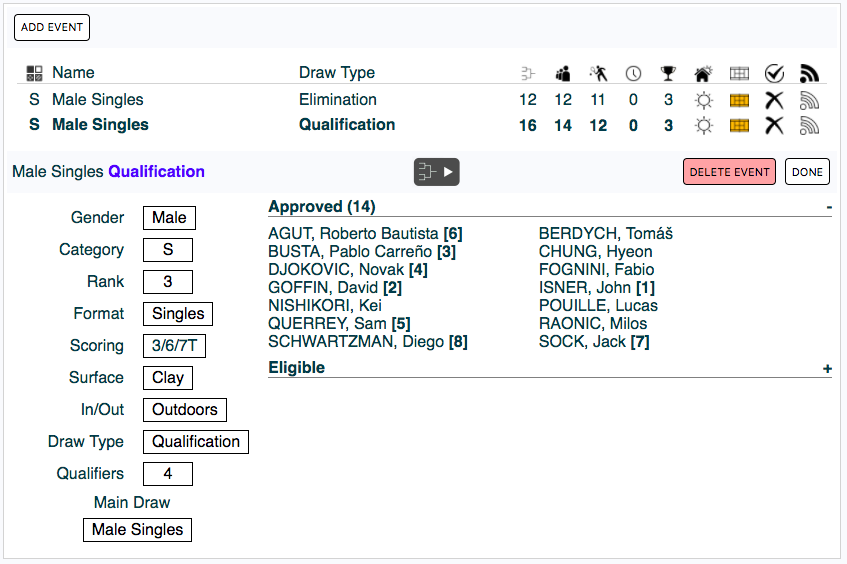 ADD EVENT
Name Draw Type
S Male Singles Elimination 12 12 11 0 3
S Male Singles Qualification 16 14 12 0 3
Male Singles Qualification DELETE EVENT DONE
Gender Male
Category S
Rank 3
Format Singles
Scoring 3/6/7T
Surface Clay
In/Out Outdoors
Draw Type Qualification
Qualifiers 4
Main Draw
Male Singles
Approved (14) -
AGUT, Roberto Bautista [6] BERDYCH, Tomáš
BUSTA, Pablo Carreño [3] CHUNG, Hyeon
DJOKOVIC, Novak [4] FOGNINI, Fabio
GOFFIN, David [2] ISNER, John [1]
NISHIKORI, Kei POUILLE, Lucas
QUERREY, Sam [5] RAONIC, Milos
SCHWARTZMAN, Diego [8] SOCK, Jack [7]
Eligible +